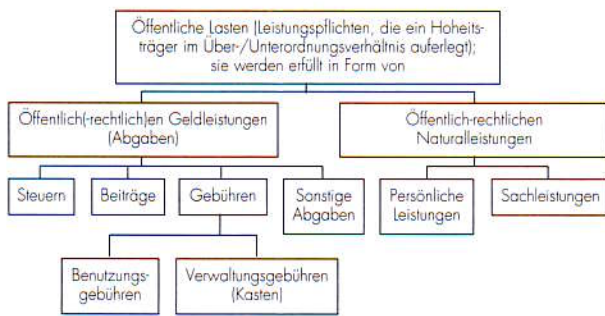 Öffentliche Lasten (Leistungspflichten, die ein Hoheits-
träger im Über-/Unterordnungsverhältnis auferlegt);
sie werden erfüllt in Form von
Öffentlich(-rechtlich)en Geldleistungen
(Abgaben)
Öffentlich-rechtlichen
Naturalleistungen
Steuern
Beiträge
Gebühren
Sonstige
Abgaben
Persönliche
Leistungen
Sachleistungen
Benutzungs-
gebühren
Verwaltungsgebühren
(Kasten)